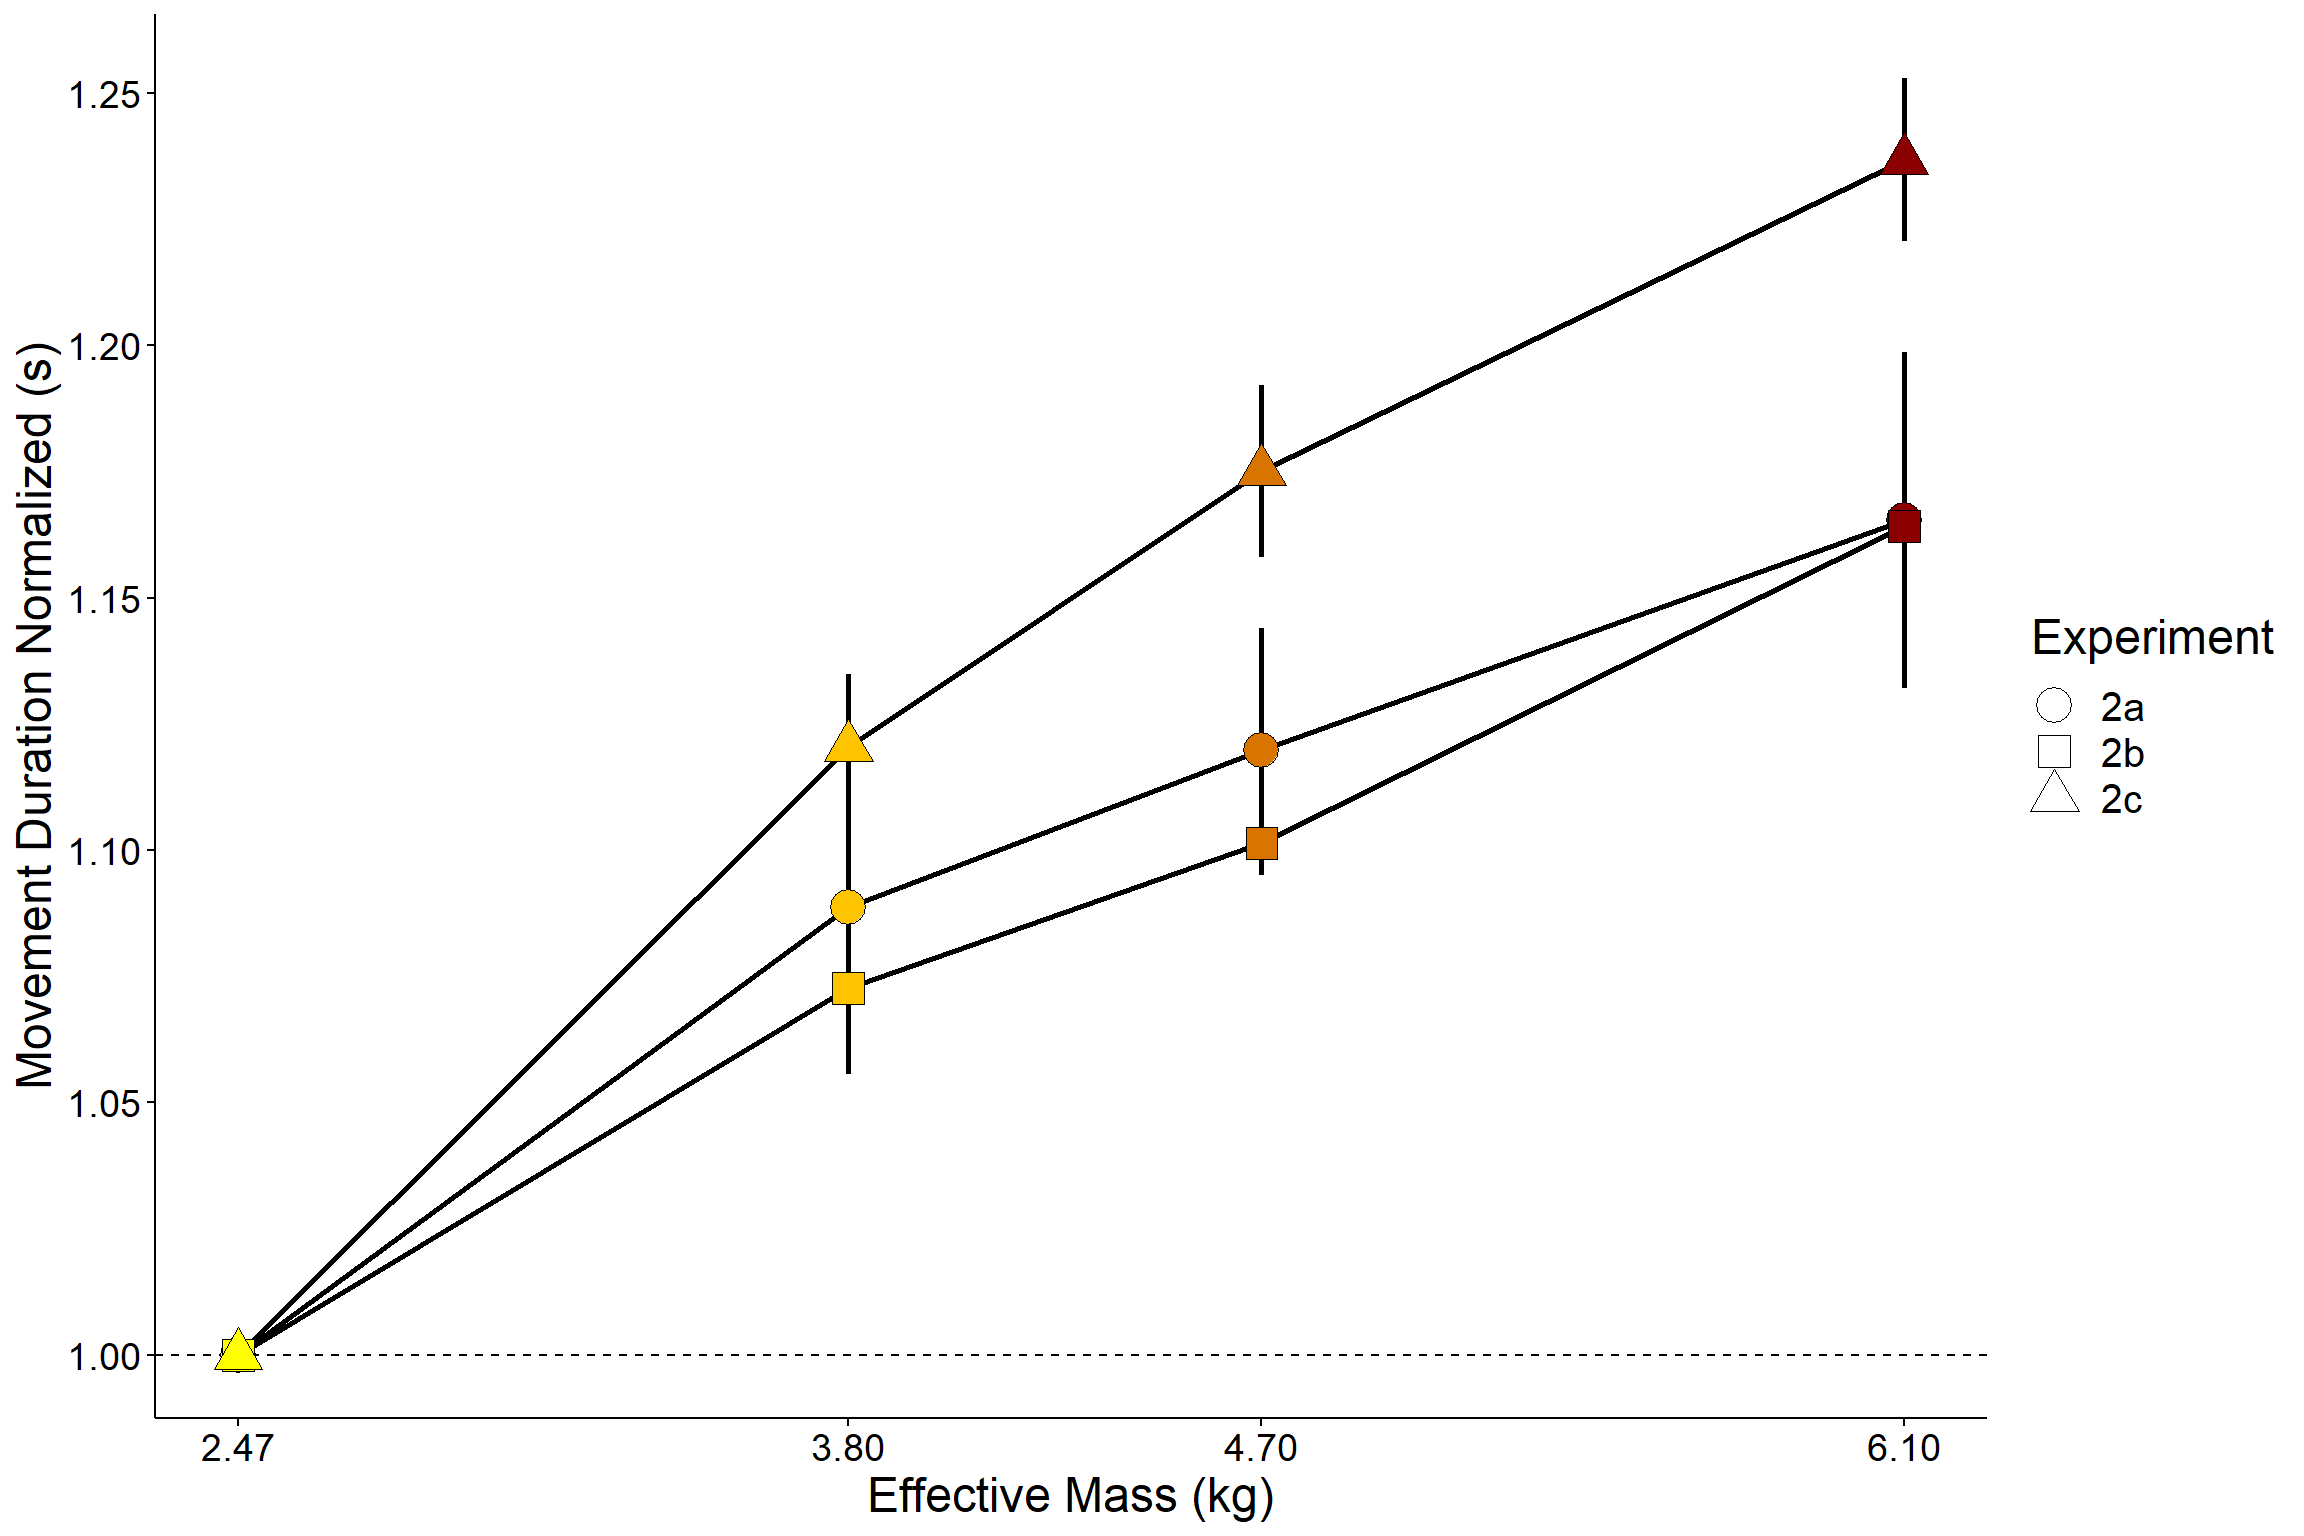 Movement Duration Normalized (s)
1.25
1.20
1.15
1.10
1.05
1.00
2.47 3.80 4.70 6.10
Effective Mass (kg)
Experiment
2a
2b
2c